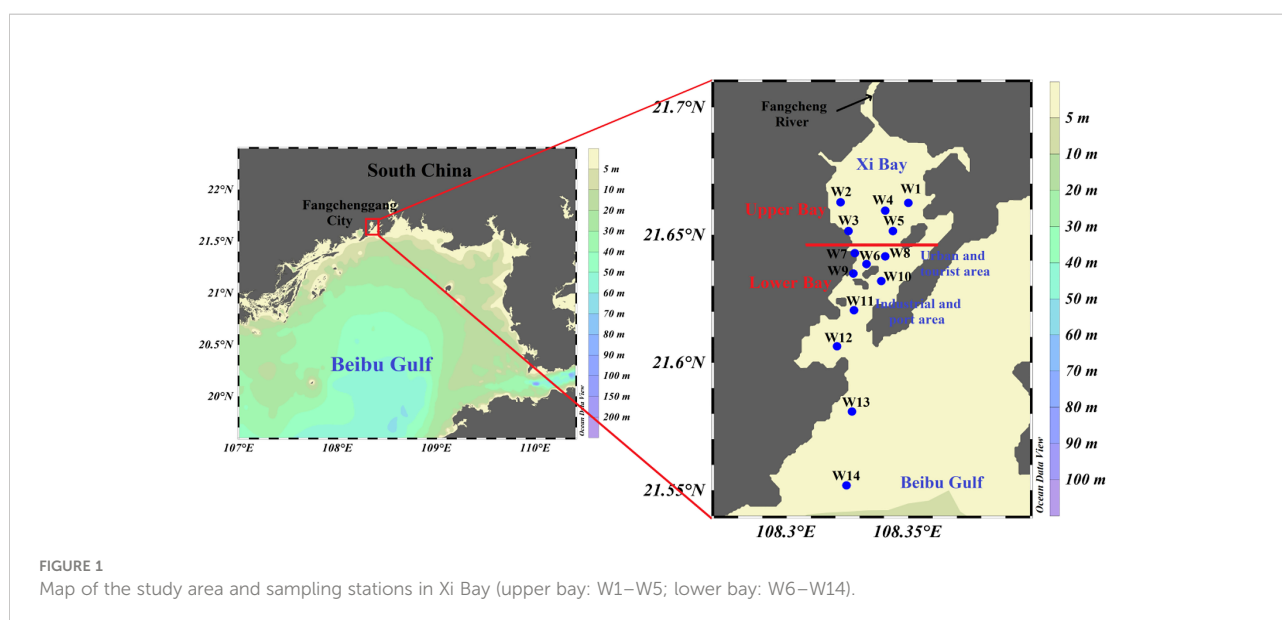 South China
Fangchenggang
City
Beibu Gulf
22°N
21.5°N
21°N
20.5°N
20°N
107°E
108°E
109°E
110°E
5 m
10 m
20 m
30 m
40 m
50 m
60 m
70 m
80 m
90 m
100 m
200 m
Ocean Data View
21.7°N
21.65°N
21.6°N
21.55°N
108.3°E
108.35°E
Fangcheng
River
Xi Bay
W2
W1
W4
Upper Bay
W3
W5
W7
W6
W8
Urban and
tourist area
W9
Lower Bay
W10
W11
Industrial and
port area
W12
W13
W14
Beibu Gulf
5 m
10 m
20 m
30 m
40 m
50 m
60 m
70 m
80 m
90 m
100 m
Ocean Data View
FIGURE 1
Map of the study area and sampling stations in Xi Bay (upper bay: W1–W5; lower bay: W6–W14).